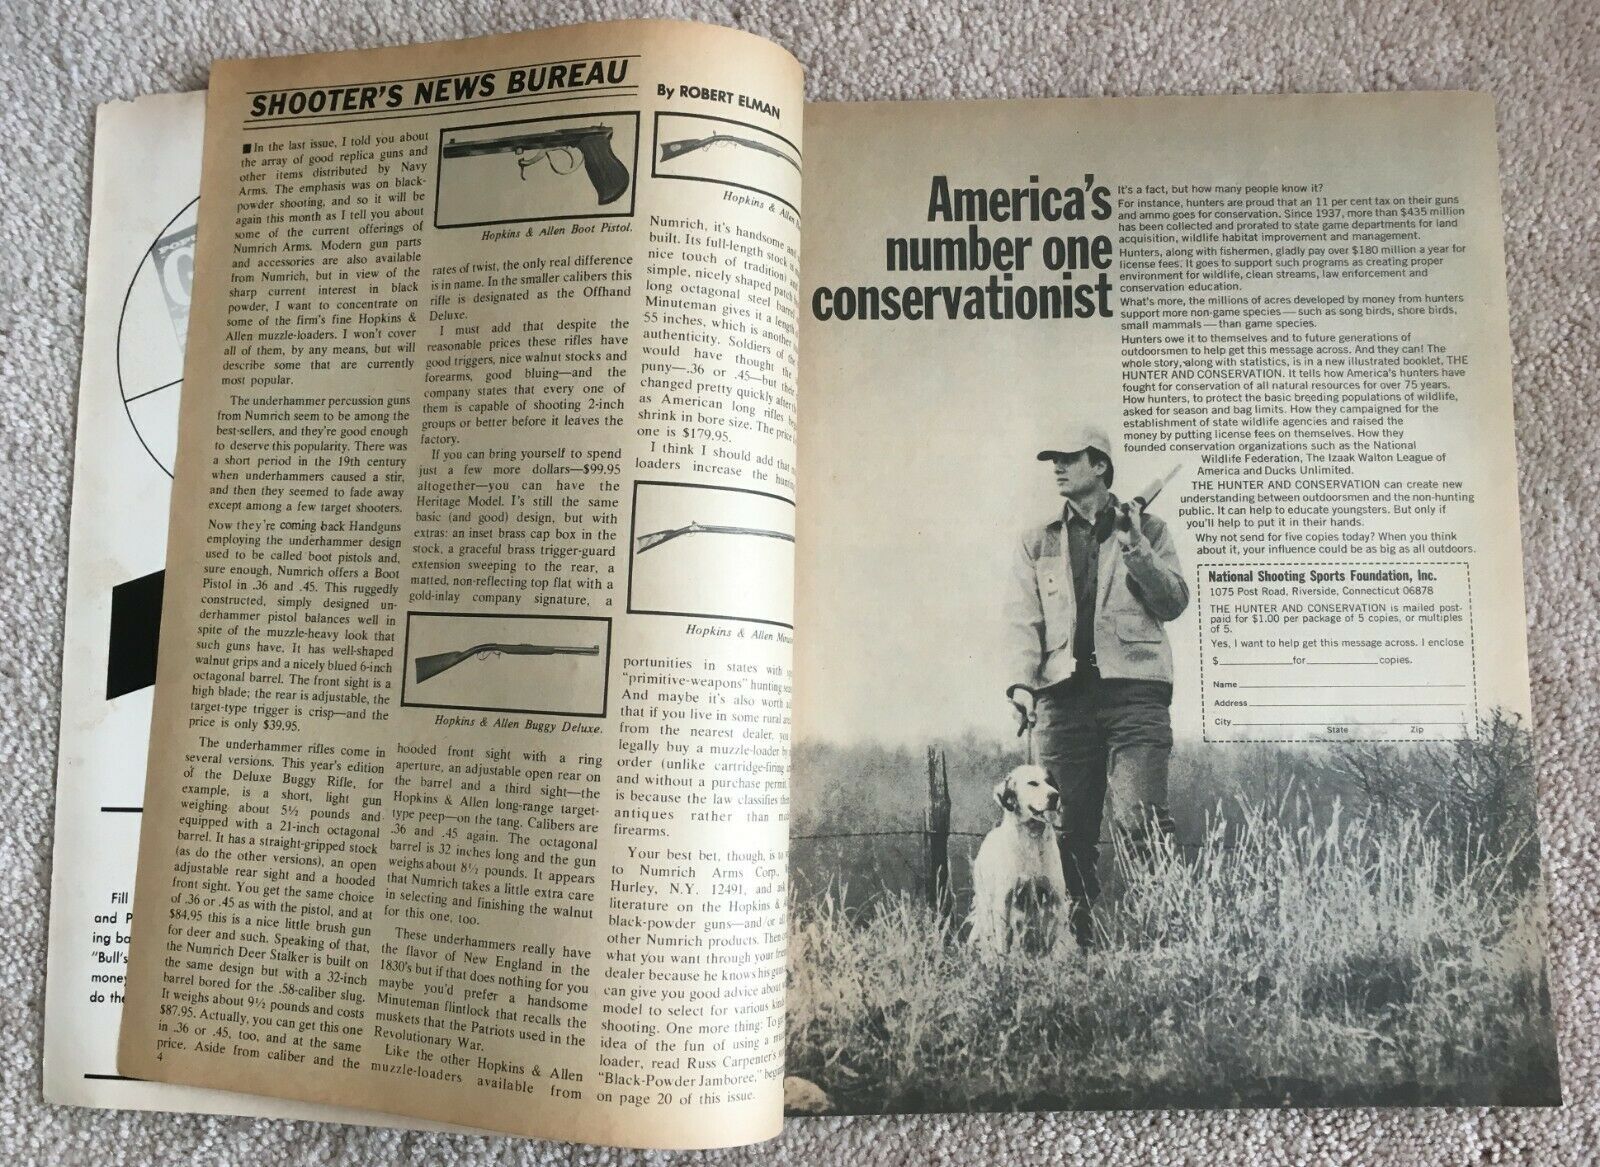 SHOOTER'S NEWS BUREAU
By ROBERT ELMAN
■ In the last issue, I told you about
the array of good replica guns and
other items distributed by Navy
Arms. The emphasis was on black-
powder shooting, and so it will be
again this month as I tell you about
some of the current offerings of
Numrich Arms. Modern gun parts
and accessories are also available
from Numrich, but in view of the
sharp current interest in black
powder, I want to concentrate on
some of the firm's fine Hopkins &
Allen muzzle-loaders. I won't cover
all of them, by any means, but will
describe some that are currently
most popular.
The underhammer percussion guns
from Numrich seem to be among the
best-sellers, and they're good enough
to deserve this popularity. There was
a short period in the 19th century
when underhammers caused a stir,
and then they seemed to fade away
except among a few target shooters.
Now they're coming back Handguns
employing the underhammer design
used to be called boot pistols and,
sure enough, Numrich offers a Boot
Pistol in .36 and .45. This ruggedly
constructed, simply designed un-
derhammer pistol balances well in
spite of the muzzle-heavy look that
such guns have. It has well-shaped
walnut grips and a nicely blued 6-inch
octagonal barrel. The front sight is a
high blade; the rear is adjustable, the
target-type trigger is crisp—and the
price is only $39.95.
The underhammer rifles come in
several versions. This year's edition
of the Deluxe Buggy Rifle, for
example, is a short, light gun
weighing about 5½ pounds and
equipped with a 21-inch octagonal
barrel. It has a straight-gripped stock
(as do the other versions), an open
adjustable rear sight and a hooded
front sight. You get the same choice
of .36 or .45 as with the pistol, and at
$84.95 this is a nice little brush gun
for deer and such. Speaking of that,
the Numrich Deer Stalker is built on
the same design but with a 32-inch
barrel bored for the .58-caliber slug.
It weighs about 9½ pounds and costs
$87.95. Actually, you can get this one
in .36 or .45, too, and at the same
price. Aside from caliber and the
4
Hopkins & Allen Boot Pistol.
rates of twist, the only real difference
is in name. In the smaller calibers this
rifle is designated as the Offhand
Deluxe.
I must add that despite the
reasonable prices these rifles have
good triggers, nice walnut stocks and
forearms, good bluing—and the
company states that every one of
them is capable of shooting 2-inch
groups or better before it leaves the
factory.
If you can bring yourself to spend
just a few more dollars—$99.95
altogether—you can have the
Heritage Model. I's still the same
basic (and good) design, but with
extras: an inset brass cap box in the
stock, a graceful brass trigger-guard
extension sweeping to the rear, a
matted, non-reflecting top flat with a
gold-inlay company signature, a
Hopkins & Allen Buggy Deluxe.
hooded front sight with a ring
aperture, an adjustable open rear on
the barrel and a third sight—the
Hopkins & Allen long-range target-
type peep—on the tang. Calibers are
.36 and .45 again. The octagonal
barrel is 32 inches long and the gun
weighs about 8½ pounds. It appears
that Numrich takes a little extra care
in selecting and finishing the walnut
for this one, too.
These underhammers really have
the flavor of New England in the
1830's but if that does nothing for you
maybe you'd prefer a handsome
Minuteman flintlock that recalls the
muskets that the Patriots used in the
Revolutionary War.
Like the other Hopkins & Allen
muzzle-loaders available from
Hopkins & Allen
Numrich, it's handsome and
built. Its full-length stock is
nice touch of tradition
simple, nicely shaped patch
long octagonal steel barrel
Minuteman gives it a length
55 inches, which is another
authenticity. Soldiers of the
would have thought the
puny—.36 or .45—but their
changed pretty quickly after the
as American long rifles
shrink in bore size. The price
one is $179.95.
I think I should add that
loaders increase the hunting
Hopkins & Allen
portunities in states with
"primitive-weapons" hunting
And maybe it's also worth
that if you live in some rural area
from the nearest dealer, you
legally buy a muzzle-loader by
order (unlike cartridge-firing
and without a purchase permit.
is because the law classifies them
antiques rather than
firearms.
Your best bet, though, is to
to Numrich Arms Corp.
Hurley, N.Y. 12491, and ask
literature on the Hopkins &
black-powder guns—and/or
other Numrich products. Then
what you want through your
dealer because he knows his guns
can give you good advice about
model to select for various
shooting. One more thing: To
idea of the fun of using a
loader, read Russ Carpenter's
"Black-Powder Jamboree,"
on page 20 of this issue.
Fill
and P
ing ba
"Bull's
money
do the
America's
number one
conservationist
It's a fact, but how many people know it?
For instance, hunters are proud that an 11 per cent tax on their guns
and ammo goes for conservation. Since 1937, more than $435 million
has been collected and prorated to state game departments for land
acquisition, wildlife habitat improvement and management.
Hunters, along with fishermen, gladly pay over $180 million a year for
license fees. It goes to support such programs as creating proper
environment for wildlife, clean streams, law enforcement and
conservation education.
What's more, the millions of acres developed by money from hunters
support more non-game species — such as song birds, shore birds,
small mammals — than game species.
Hunters owe it to themselves and to future generations of
outdoorsmen to help get this message across. And they can! The
whole story, along with statistics, is in a new illustrated booklet, THE
HUNTER AND CONSERVATION. It tells how America's hunters have
fought for conservation of all natural resources for over 75 years.
How hunters, to protect the basic breeding populations of wildlife,
asked for season and bag limits. How they campaigned for the
establishment of state wildlife agencies and raised the
money by putting license fees on themselves. How they
founded conservation organizations such as the National
Wildlife Federation, The Izaak Walton League of
America and Ducks Unlimited.
THE HUNTER AND CONSERVATION can create new
understanding between outdoorsmen and the non-hunting
public. It can help to educate youngsters. But only if
you'll help to put it in their hands.
Why not send for five copies today? When you think
about it, your influence could be as big as all outdoors.
National Shooting Sports Foundation, Inc.
1075 Post Road, Riverside, Connecticut 06878
THE HUNTER AND CONSERVATION is mailed post-
paid for $1.00 per package of 5 copies, or multiples
of 5.
Yes, I want to help get this message across. I enclose
$________for________copies.
Name
Address
City
State Zip